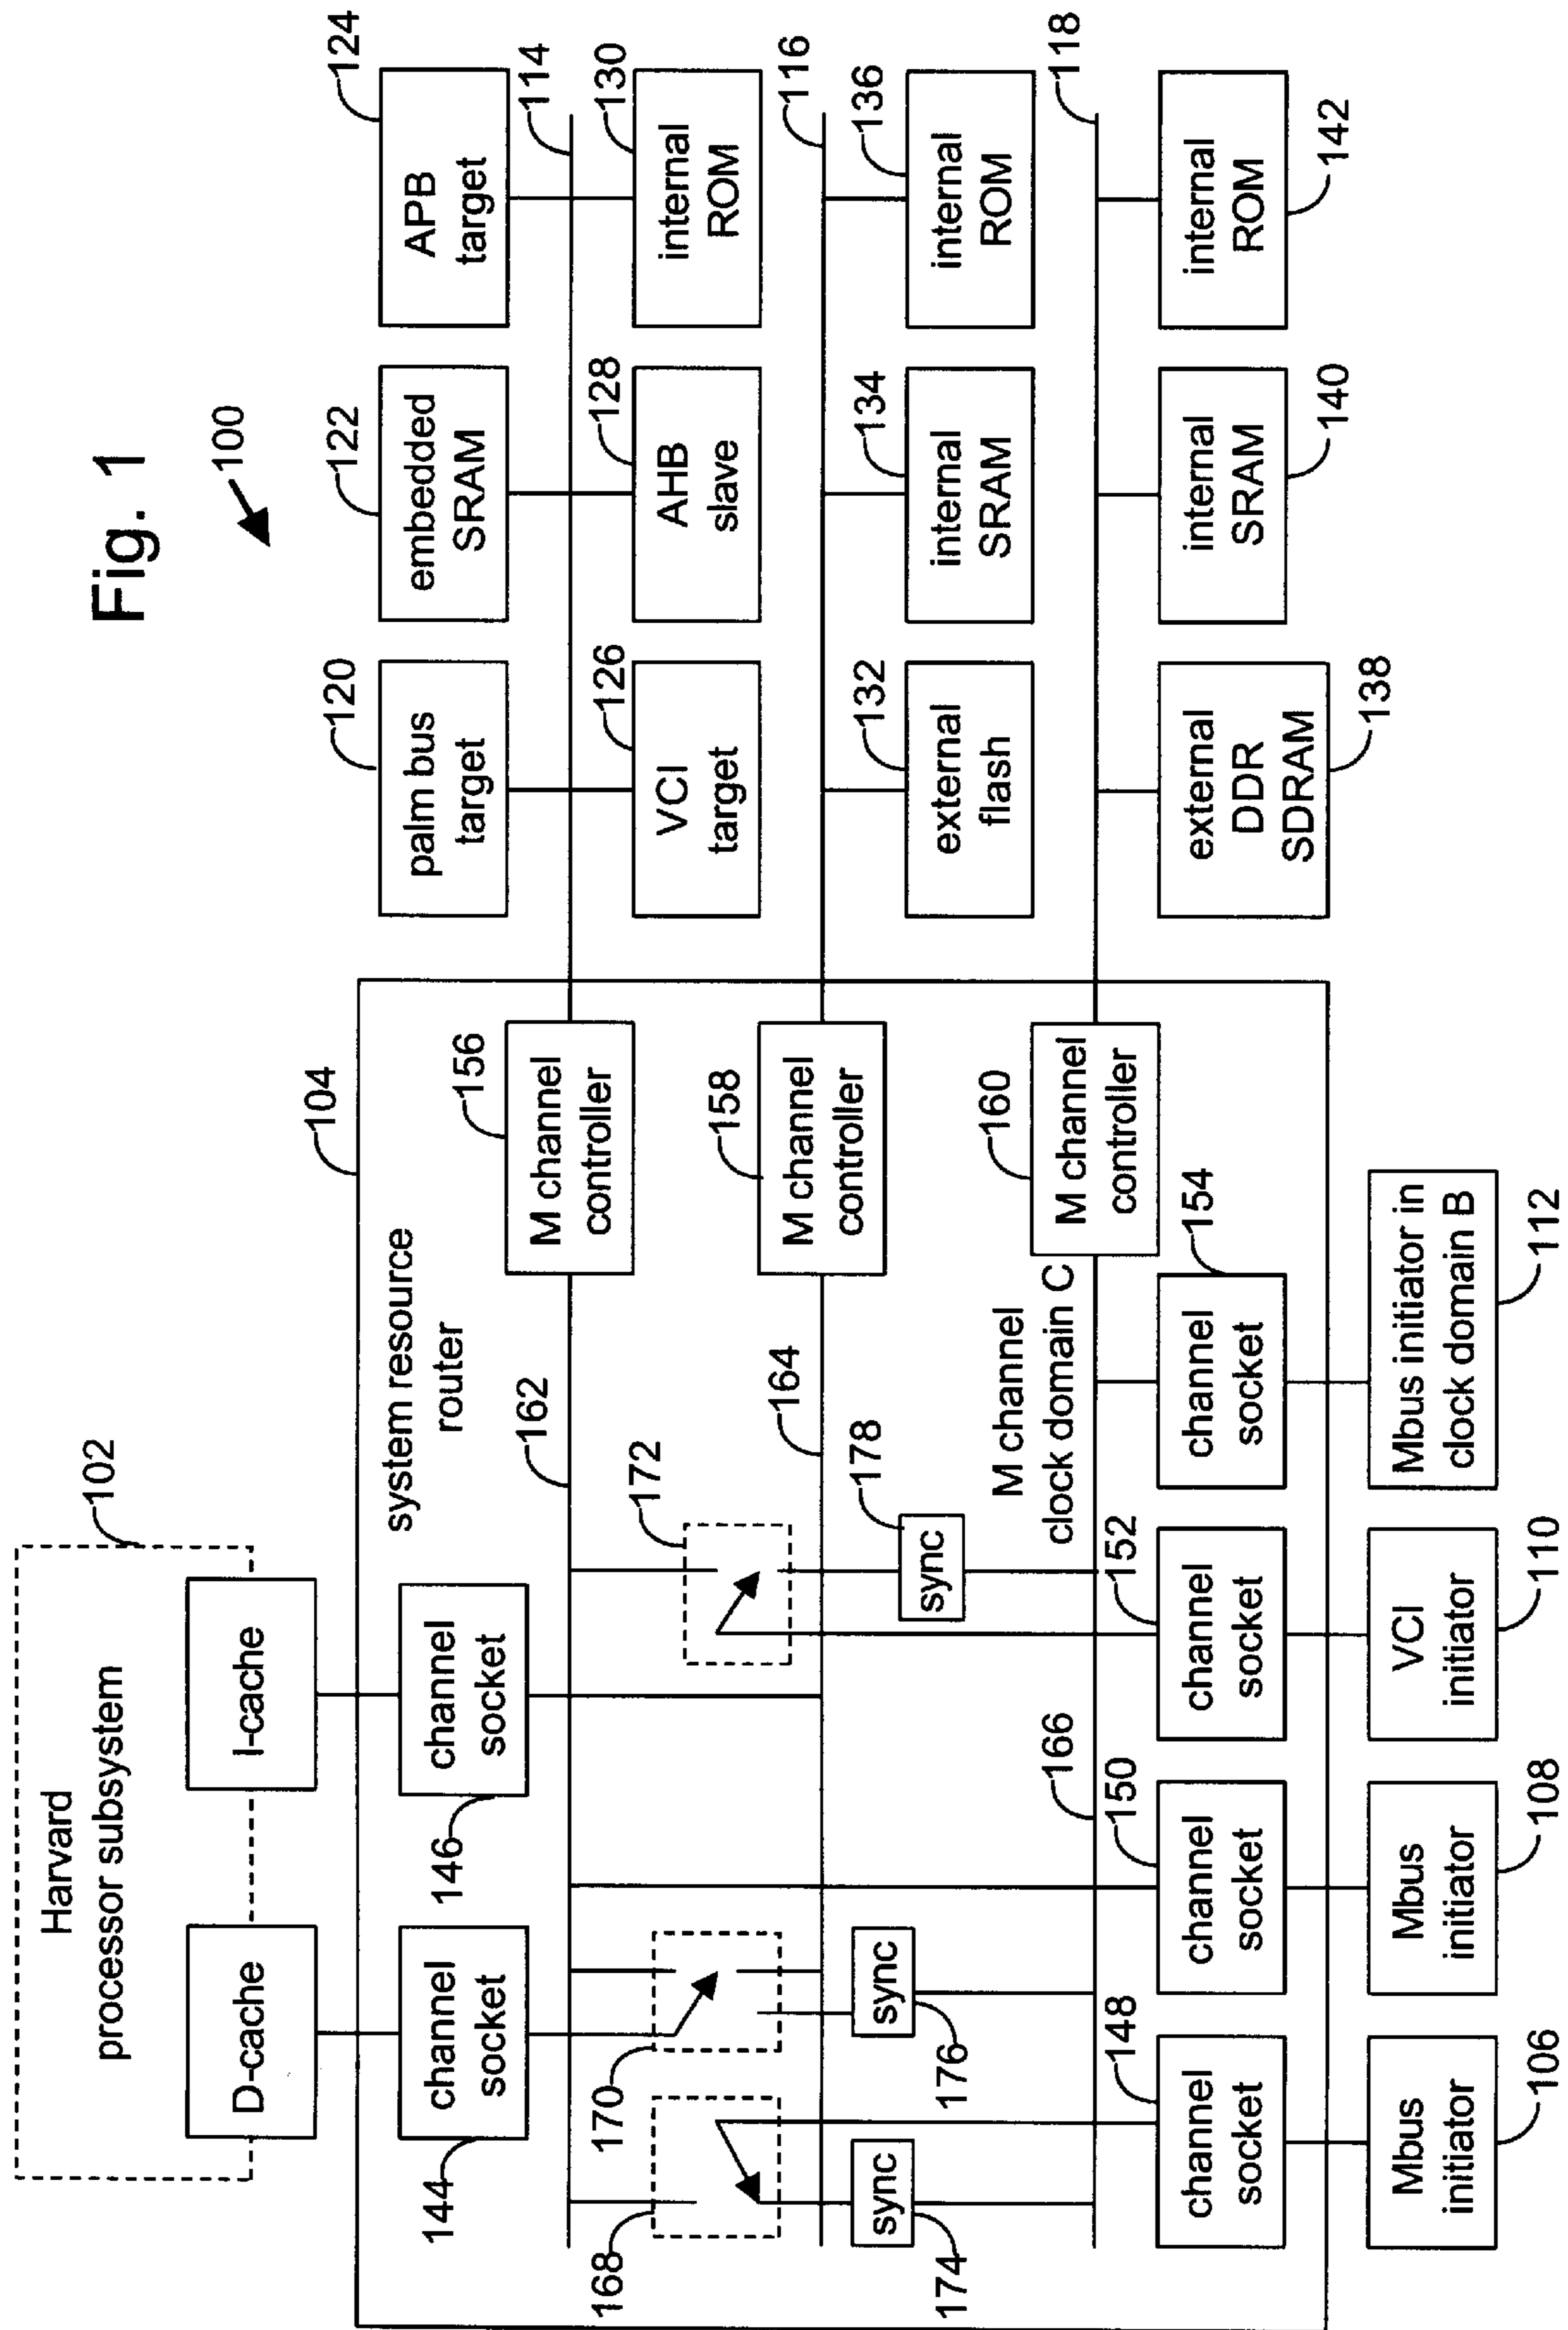 Fig. 1
100
Harvard
processor subsystem
102
D-cache
I-cache
104
system resource
router
channel
socket
144
channel
socket
146
162
164
166
168
170
172
sync
174
sync
176
sync
178
M channel
clock domain C
M channel
controller
156
M channel
controller
158
M channel
controller
160
channel
socket
148
channel
socket
150
channel
socket
152
channel
socket
154
Mbus
initiator
106
Mbus
initiator
108
VCI
initiator
110
Mbus initiator in
clock domain B
112
palm bus
target
120
embedded
SRAM
122
APB
target
124
114
VCI
target
126
AHB
slave
128
internal
ROM
130
116
external
flash
132
internal
SRAM
134
internal
ROM
136
118
external
DDR
SDRAM
138
internal
SRAM
140
internal
ROM
142